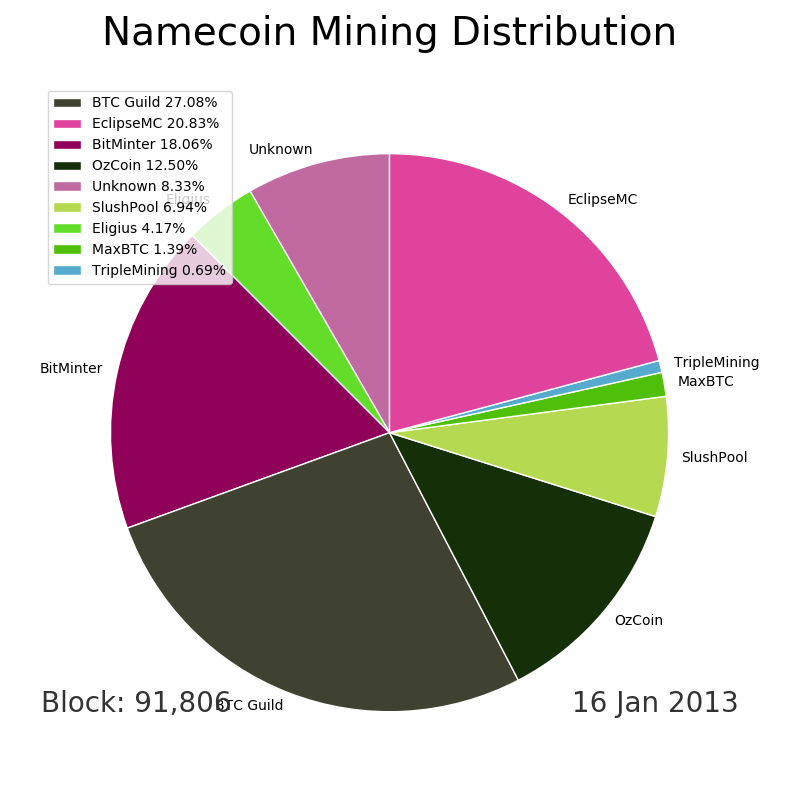 Namecoin Mining Distribution
BTC Guild 27.08%
EclipseMC 20.83%
BitMinter 18.06%
OzCoin 12.50%
Unknown 8.33%
SlushPool 6.94%
Eligius 4.17%
MaxBTC 1.39%
TripleMining 0.69%
Unknown
EclipseMC
Eligius
TripleMining
BitMinter
MaxBTC
SlushPool
OzCoin
Block: 91,806
BTC Guild
16 Jan 2013